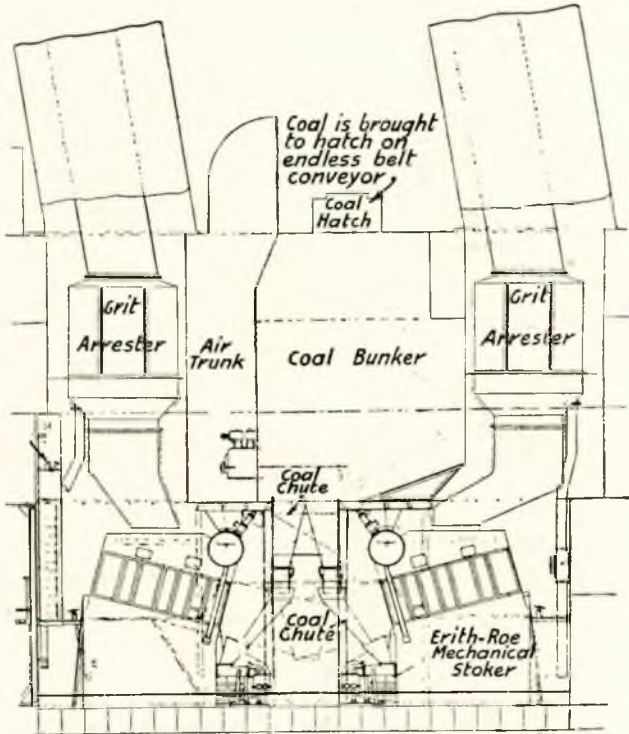 Coal is brought
to hatch on
endless belt
conveyor
Coal
Hatch
Grit
Arrester
Air
Trunk
Coal Bunker
Grit
Arrester
Coal
Chute
Coal
Chute
Erith-Roe
Mechanical
Stoker